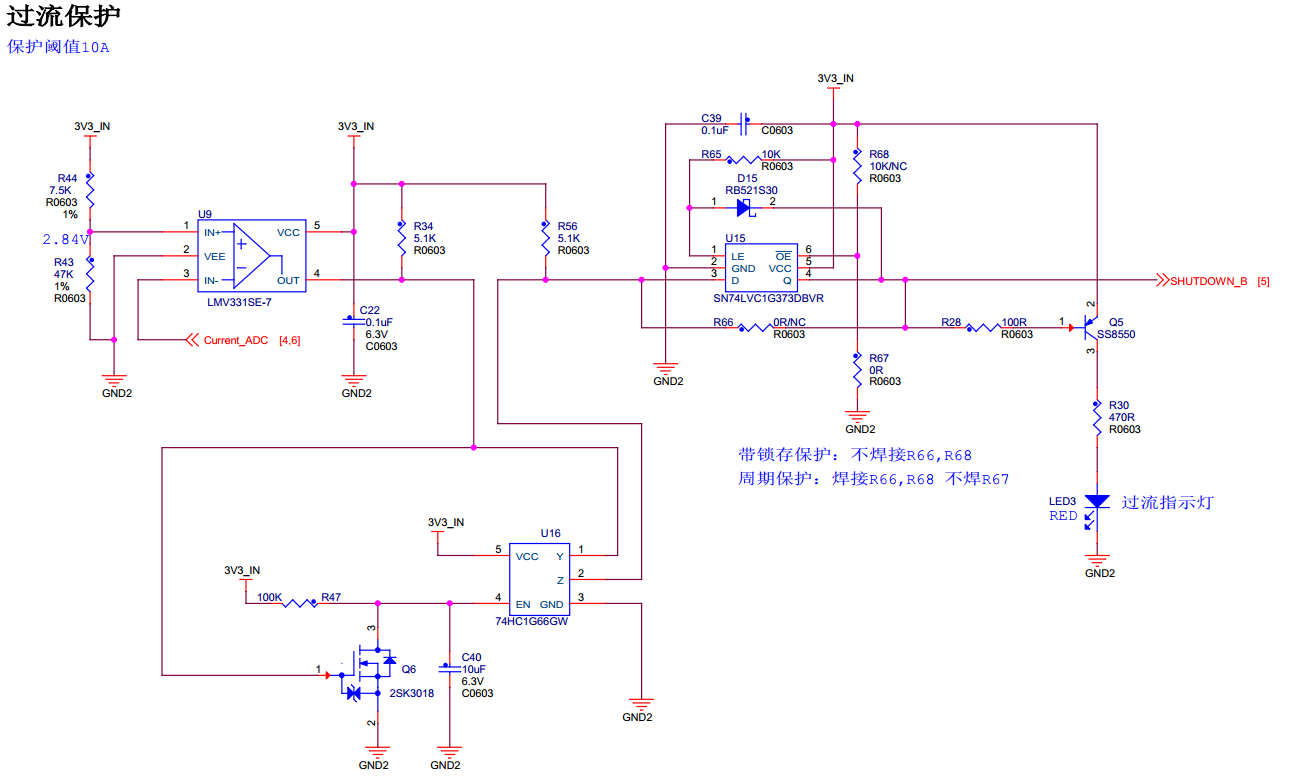 过流保护
保护阈值10A
3V3_IN
R44
7.5K
R0603
1%
2.84V
R43
47K
1%
R0603
U9
1 IN+ VCC 5
2 VEE
3 IN- OUT 4
LMV331SE-7
Current_ADC [4,6]
GND2
3V3_IN
R34
5.1K
R0603
R56
5.1K
R0603
C22
0.1uF
6.3V
C0603
GND2
3V3_IN
C39
0.1uF C0603
R65 10K
R0603
D15
RB521S30
1 2
R68
10K/NC
R0603
U15
1 LE OE 6
2 GND VCC 5
3 D Q 4
SN74LVC1G373DBVR
R66 0R/NC
R0603
GND2
R67
0R
R0603
GND2
SHUTDOWN_B [5]
R28 100R
R0603
2
1 Q5
SS8550
3
R30
470R
R0603
LED3
RED
过流指示灯
GND2
带锁存保护: 不焊接R66,R68
周期保护: 焊接R66,R68 不焊R67
3V3_IN
U16
5 VCC Y 1
Z 2
4 EN GND 3
74HC1G66GW
3V3_IN
100K R47
3
1 Q6
2SK3018
2
GND2
C40
10uF
6.3V
C0603
GND2
GND2